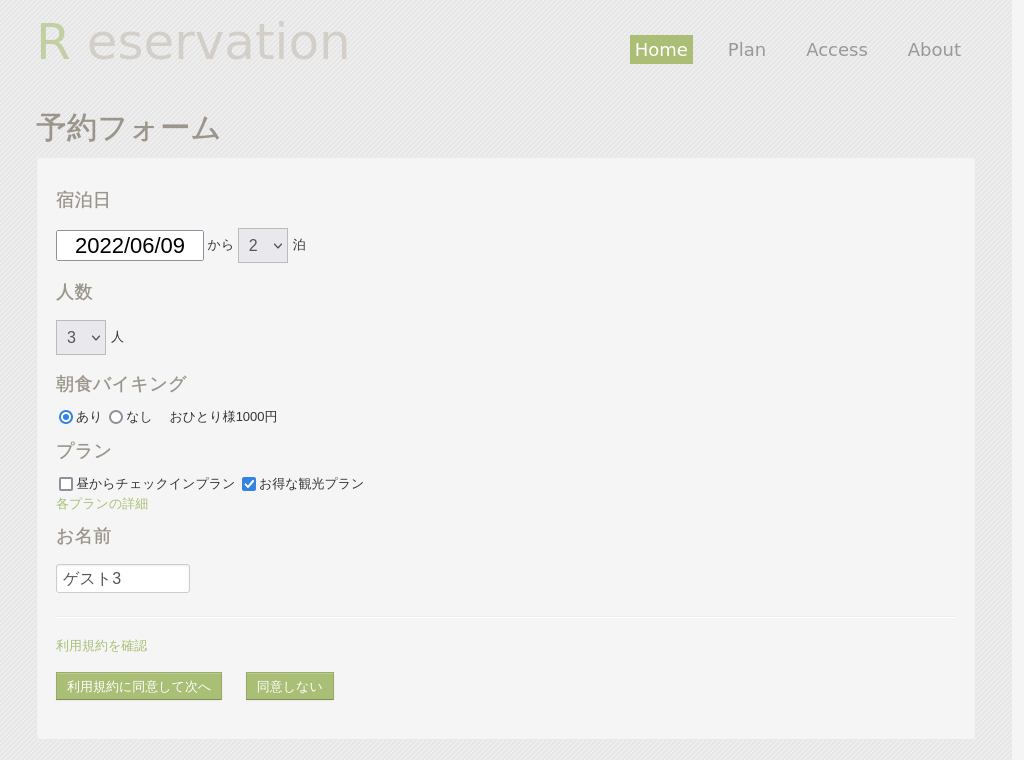 R eservation
Home Plan Access About
予約フォーム
宿泊日
2022/06/09 から 2 泊
人数
3 人
朝食バイキング
あり なし おひとり様1000円
プラン
昼からチェックインプラン お得な観光プラン
各プランの詳細
お名前
ゲスト3
利用規約を確認
利用規約に同意して次へ 同意しない